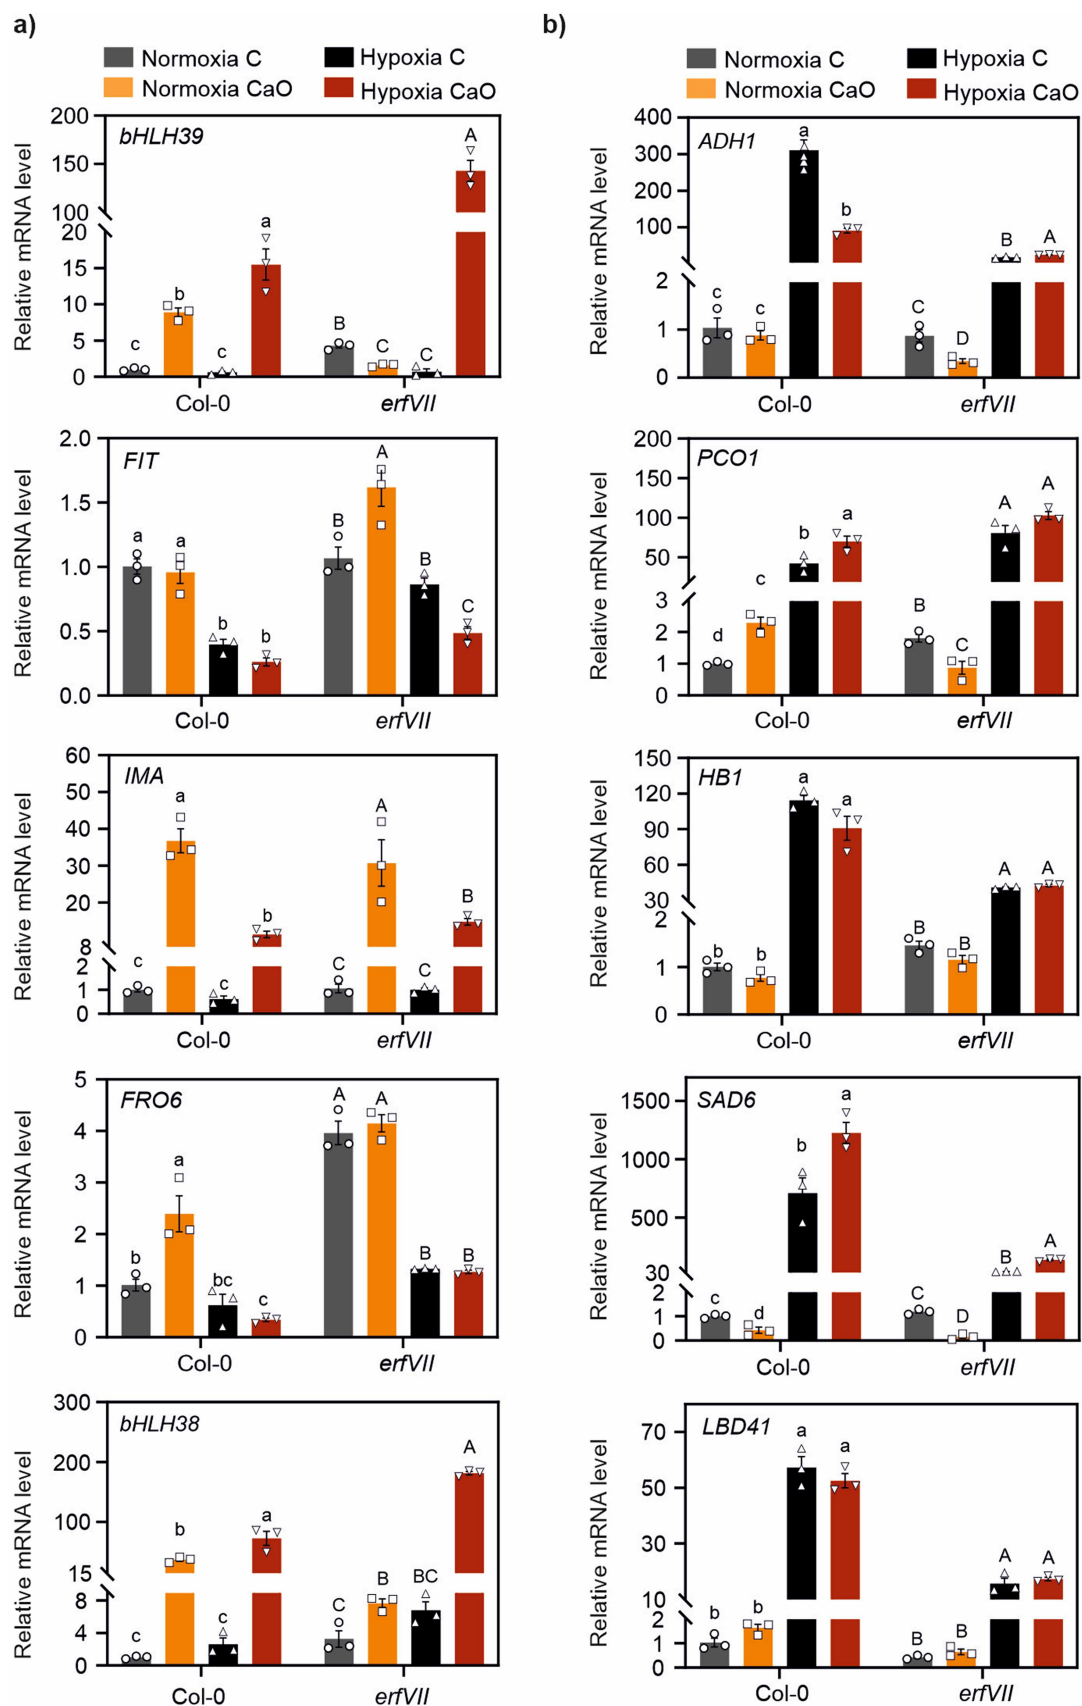 a)
Normoxia C
Hypoxia C
Normoxia CaO
Hypoxia CaO
Relative mRNA level
bHLH39
200
150
100
20
15
10
5
0
c
b
c
a
B
C
C
A
Col-0
erfVII
Relative mRNA level
FIT
2.0
1.5
1.0
0.5
0.0
a
a
b
b
B
A
B
C
Col-0
erfVII
Relative mRNA level
IMA
60
50
40
30
20
8
2
1
0
c
a
c
b
C
A
C
B
Col-0
erfVII
Relative mRNA level
FRO6
5
4
3
2
1
0
b
a
bc
c
A
A
B
B
Col-0
erfVII
Relative mRNA level
bHLH38
300
200
100
15
8
4
0
c
b
c
a
C
B
BC
A
Col-0
erfVII
b)
Normoxia C
Hypoxia C
Normoxia CaO
Hypoxia CaO
Relative mRNA level
ADH1
400
300
200
100
2
1
0
c
c
a
b
C
D
B
A
Col-0
erfVII
Relative mRNA level
PCO1
200
150
100
50
3
2
1
0
d
c
b
a
B
C
A
A
Col-0
erfVII
Relative mRNA level
HB1
150
120
90
60
30
2
1
0
b
b
a
a
B
B
A
A
Col-0
erfVII
Relative mRNA level
SAD6
1500
1000
500
30
2
1
0
c
d
b
a
C
D
B
A
Col-0
erfVII
Relative mRNA level
LBD41
70
50
30
10
2
1
0
b
b
a
a
B
B
A
A
Col-0
erfVII